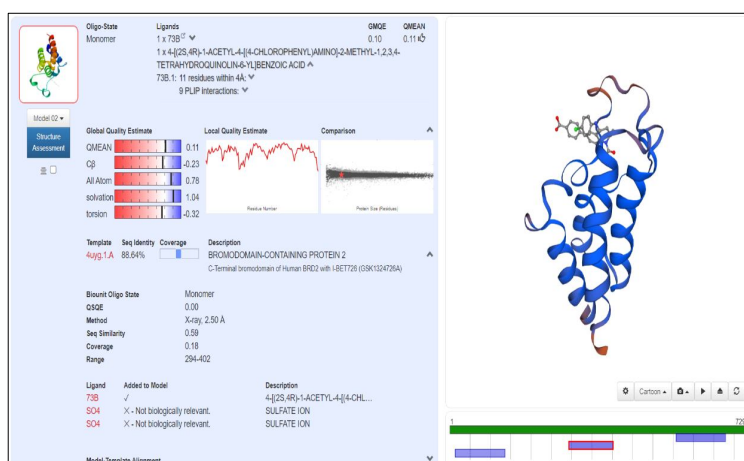 Oligo-State Ligands GMQE QMEAN
Monomer 1 x 73B 0.10 0.11
1 x 4-[(2S,4R)-1-ACETYL-4-[(4-CHLOROPHENYL)AMINO]-2-METHYL-1,2,3,4-
TETRAHYDROQUINOLIN-6-YL]BENZOIC ACID
73B.1: 11 residues within 4Å:
9 PLIP interactions:
Model 02
Structure
Assessment
Global Quality Estimate Local Quality Estimate Comparison
QMEAN 0.11
Cβ -0.23
All Atom 0.78
solvation 1.04
torsion -0.32
Residue Number
Protein Size (Residues)
Template Seq Identity Coverage Description
4uyg.1.A 88.64% BROMODOMAIN-CONTAINING PROTEIN 2
C-Terminal bromodomain of Human BRD2 with I-BET726 (GSK1324726A)
Biounit Oligo State Monomer
QSQE 0.00
Method X-ray, 2.50 Å
Seq Similarity 0.59
Coverage 0.18
Range 294-402
Ligand Added to Model Description
73B ✓ 4-[(2S,4R)-1-ACETYL-4-[(4-CHL...
SO4 ✕ - Not biologically relevant. SULFATE ION
SO4 ✕ - Not biologically relevant. SULFATE ION
Model-Template Alignment
Cartoon
1 729